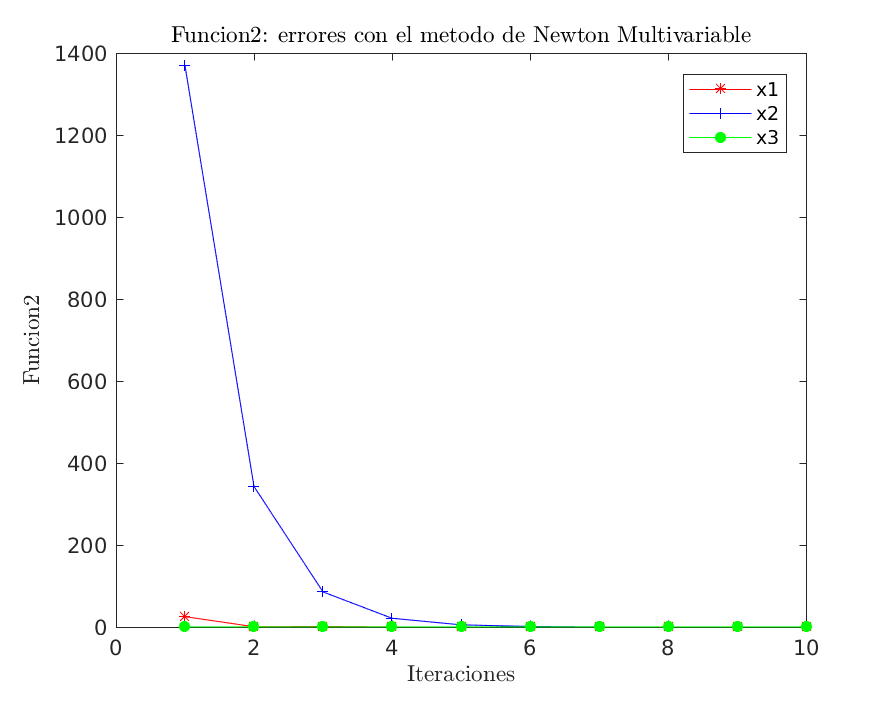 Funcion2: errores con el metodo de Newton Multivariable
1400
1200
1000
800
600
400
200
0
Funcion2
x1
x2
x3
0 2 4 6 8 10
Iteraciones